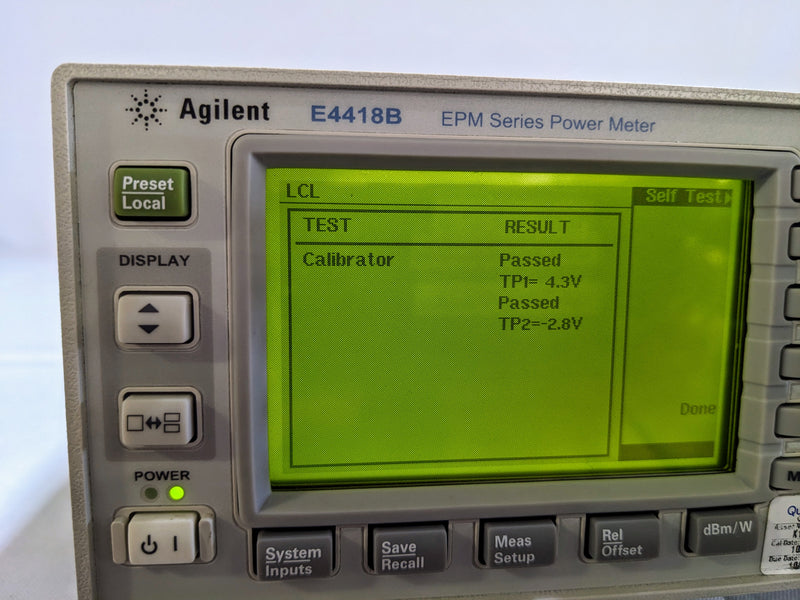 Agilent E4418B EPM Series Power Meter
Preset
Local
LCL
Self Test
TEST RESULT
DISPLAY
Calibrator Passed
TP1= 4.3V
Passed
TP2=-2.8V
Done
POWER
System
Inputs
Save
Recall
Meas
Setup
Rel
Offset
dBm/W